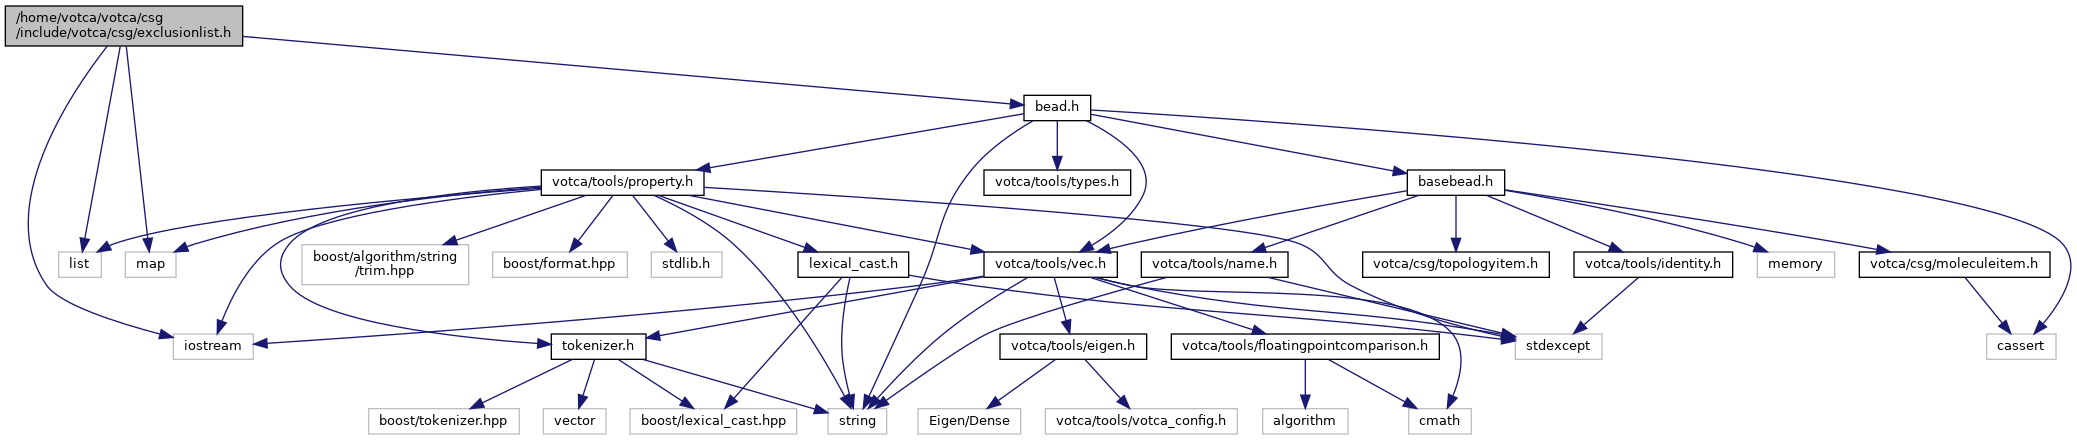 /home/votca/votca/csg
/include/votca/csg/exclusionlist.h
bead.h
votca/tools/property.h
votca/tools/types.h
basebead.h
list
map
boost/algorithm/string
/trim.hpp
boost/format.hpp
stdlib.h
lexical_cast.h
votca/tools/vec.h
votca/tools/name.h
votca/csg/topologyitem.h
votca/tools/identity.h
memory
votca/csg/moleculeitem.h
iostream
tokenizer.h
votca/tools/eigen.h
votca/tools/floatingpointcomparison.h
stdexcept
cassert
boost/tokenizer.hpp
vector
boost/lexical_cast.hpp
string
Eigen/Dense
votca/tools/votca_config.h
algorithm
cmath